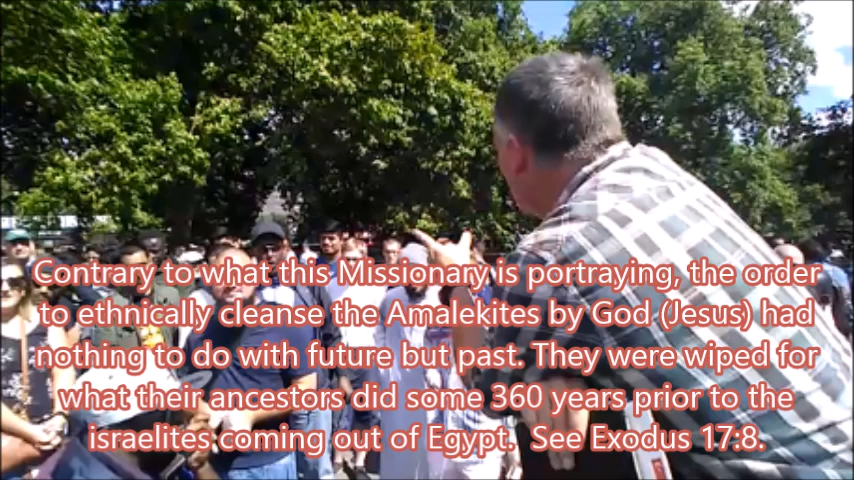 Contrary to what this Missionary is portraying, the order
to ethnically cleanse the Amalekites by God (Jesus) had
nothing to do with future but past. They were wiped for
what their ancestors did some 360 years prior to the
israelites coming out of Egypt.  See Exodus 17:8.